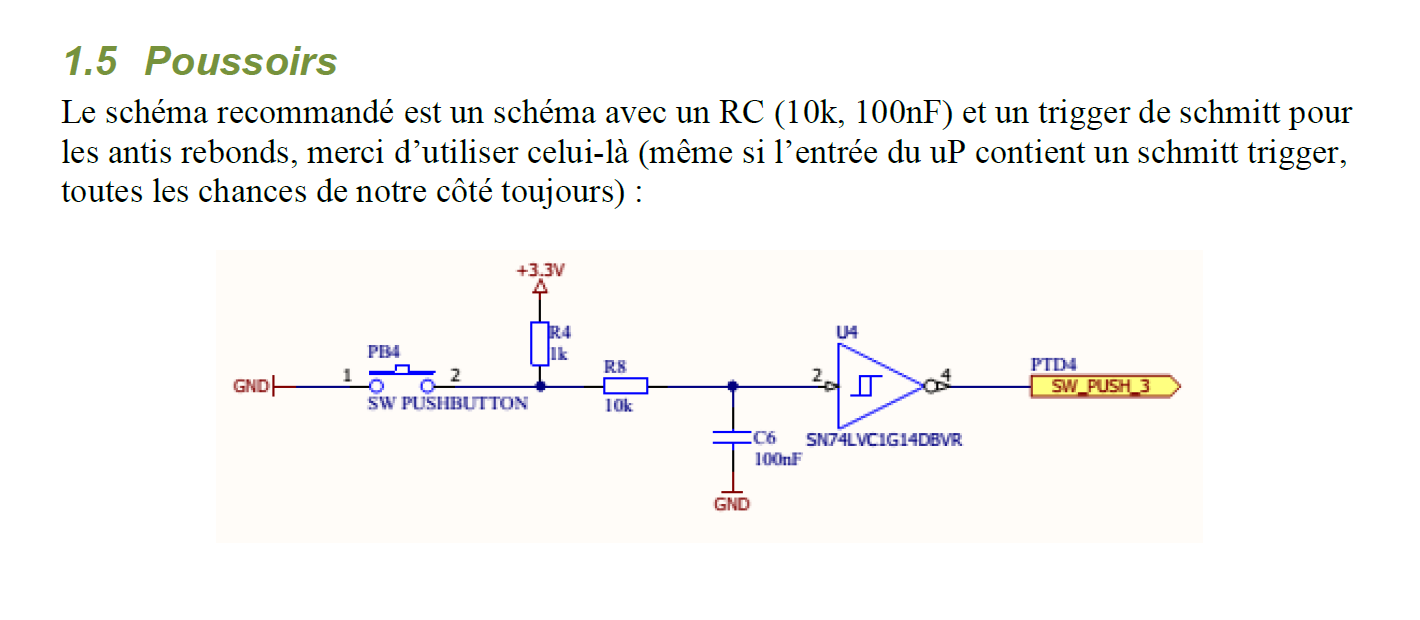 1.5 Poussoirs
Le schéma recommandé est un schéma avec un RC (10k, 100nF) et un trigger de schmitt pour
les antis rebonds, merci d’utiliser celui-là (même si l’entrée du uP contient un schmitt trigger,
toutes les chances de notre côté toujours) :
+3.3V
R4
1k
U4
PB4
R8
PTD4
1
2
2
4
GND
SW_PUSH_3
SW PUSHBUTTON
10k
C6
SN74LVC1G14DBVR
100nF
GND